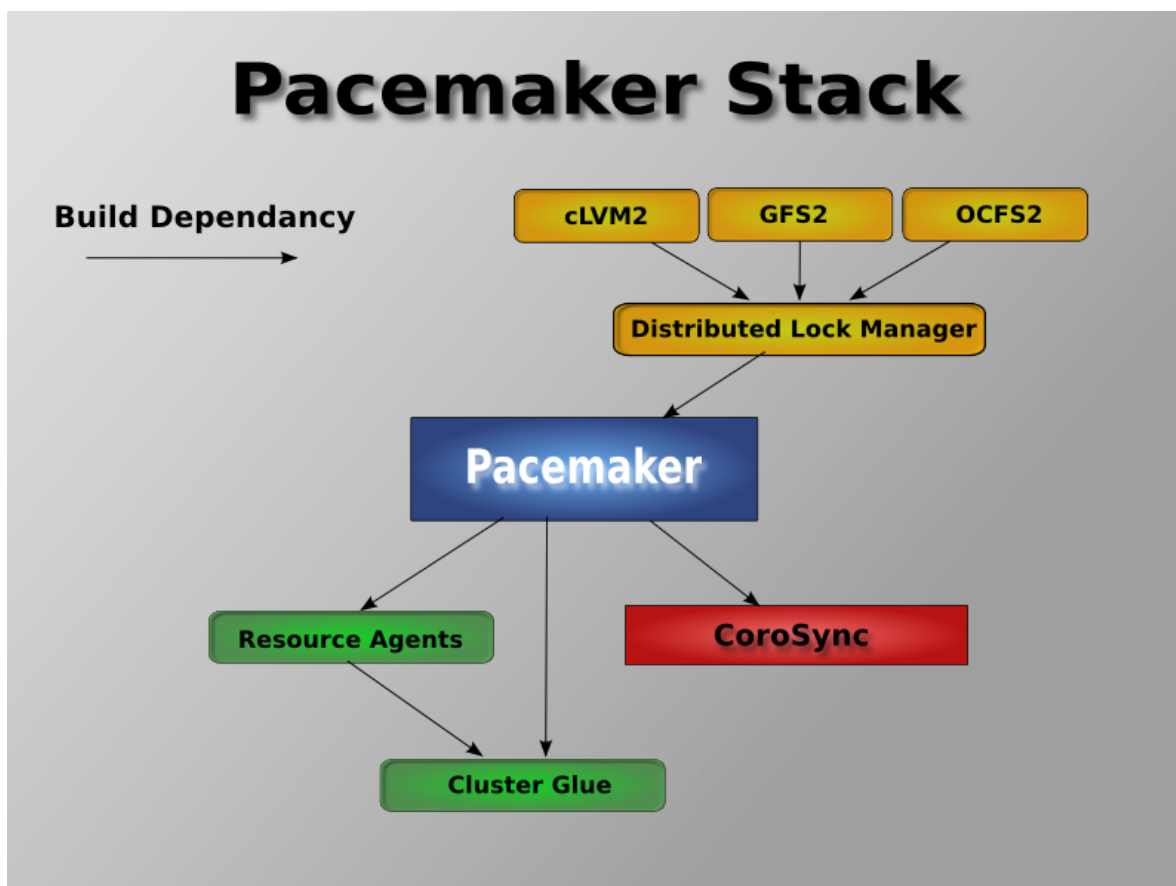 Pacemaker Stack
Build Dependancy
cLVM2
GFS2
OCFS2
Distributed Lock Manager
Pacemaker
Resource Agents
CoroSync
Cluster Glue